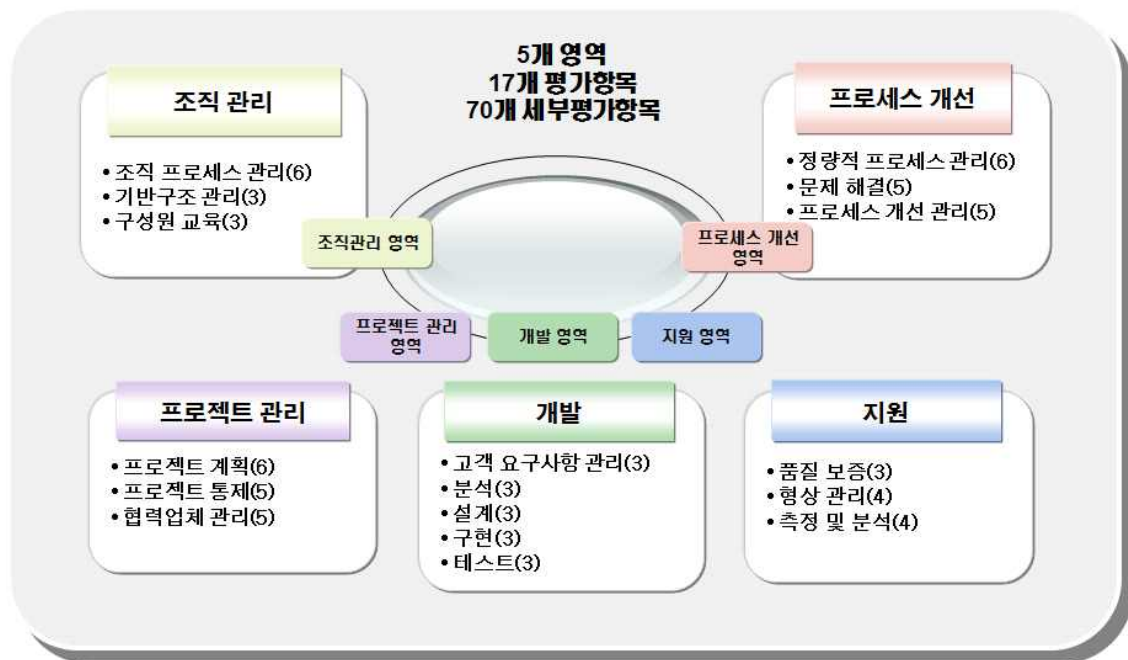 5개 영역
17개 평가항목
70개 세부평가항목
조직 관리
• 조직 프로세스 관리(6)
• 기반구조 관리(3)
• 구성원 교육(3)
프로세스 개선
• 정량적 프로세스 관리(6)
• 문제 해결(5)
• 프로세스 개선 관리(5)
조직관리 영역
프로세스 개선
영역
프로젝트 관리
영역
개발 영역
지원 영역
프로젝트 관리
• 프로젝트 계획(6)
• 프로젝트 통제(5)
• 협력업체 관리(5)
개발
• 고객 요구사항 관리(3)
• 분석(3)
• 설계(3)
• 구현(3)
• 테스트(3)
지원
• 품질 보증(3)
• 형상 관리(4)
• 측정 및 분석(4)